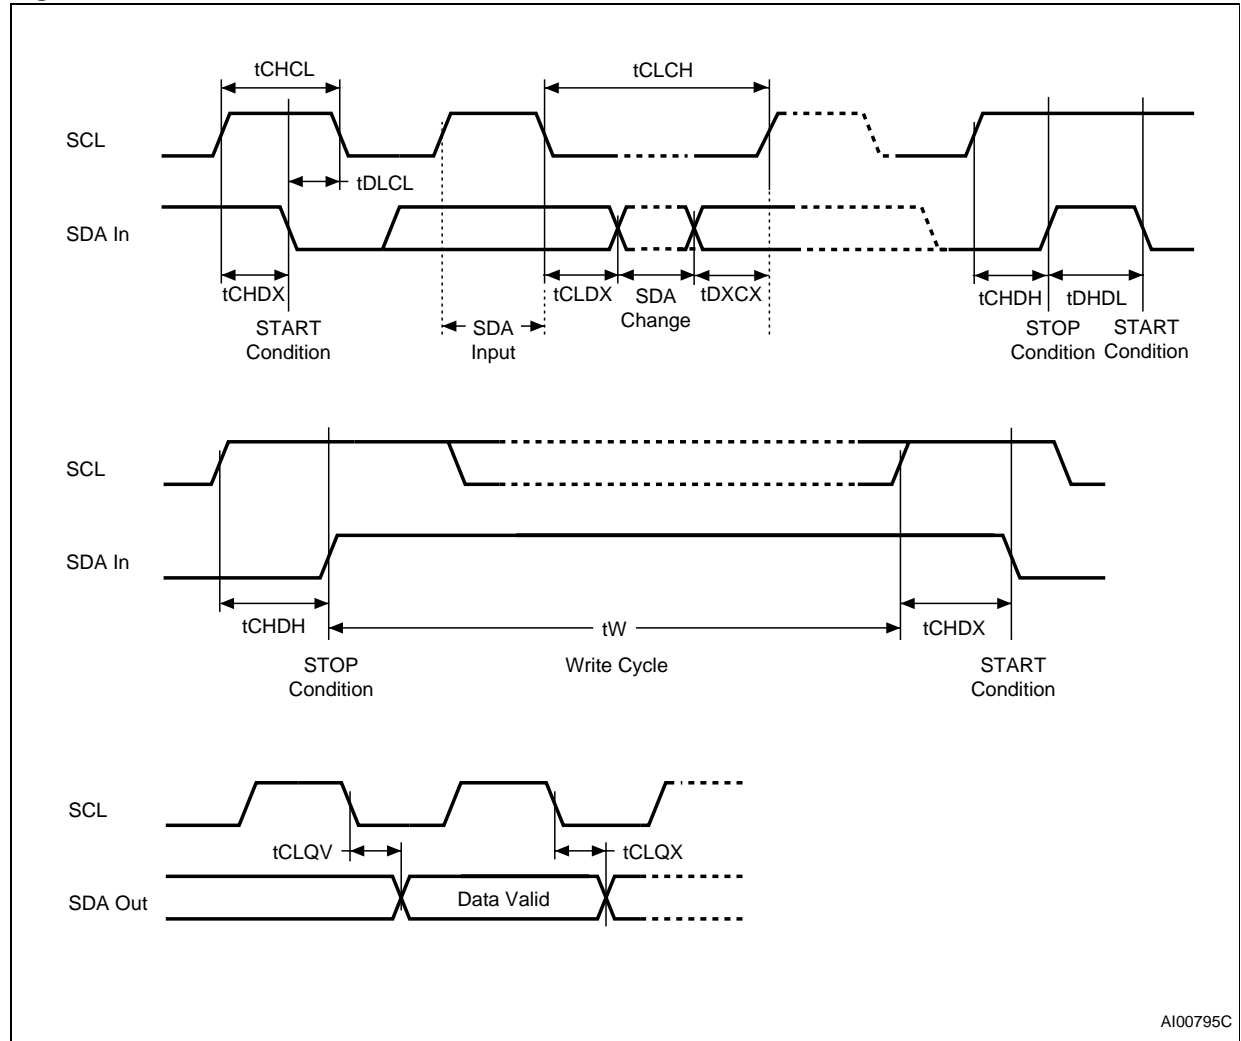 tCHCL
tCLCH
SCL
tDLCL
SDA In
tCHDX
tCLDX
SDA
Change
tDXCX
tCHDH
tDHDL
START
Condition
SDA
Input
STOP
Condition
START
Condition
SCL
SDA In
tCHDH
tW
tCHDX
STOP
Condition
Write Cycle
START
Condition
SCL
tCLQV
tCLQX
SDA Out
Data Valid
AI00795C